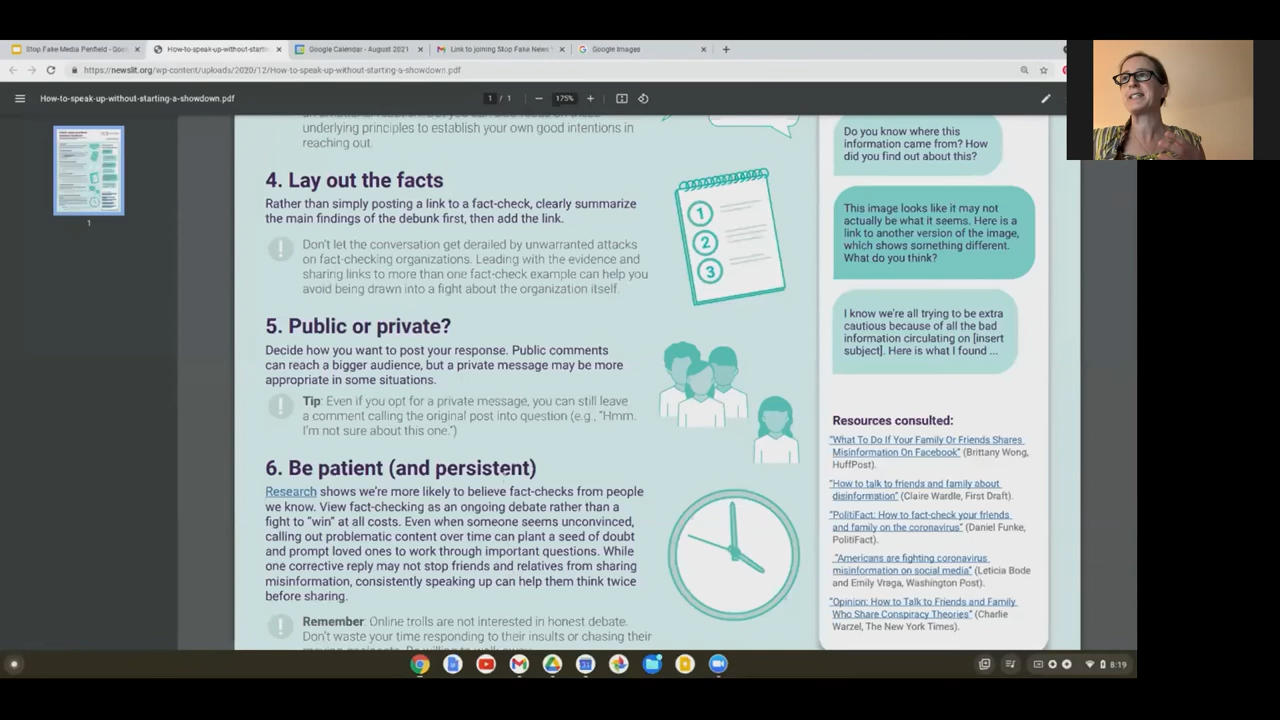 Stop Fake Media Penfield - Goo
How-to-speak-up-without-startin
Google Calendar - August 2021
Link to joining Stop Fake News
Google Images
https://newslit.org/wp-content/uploads/2020/12/How-to-speak-up-without-starting-a-showdown.pdf
How-to-speak-up-without-starting-a-showdown.pdf
1 / 1
175%
1
underlying principles to establish your own good intentions in
reaching out.
4. Lay out the facts
Rather than simply posting a link to a fact-check, clearly summarize
the main findings of the debunk first, then add the link.
Don't let the conversation get derailed by unwarranted attacks
on fact-checking organizations. Leading with the evidence and
sharing links to more than one fact-check example can help you
avoid being drawn into a fight about the organization itself.
1
2
3
5. Public or private?
Decide how you want to post your response. Public comments
can reach a bigger audience, but a private message may be more
appropriate in some situations.
Tip: Even if you opt for a private message, you can still leave
a comment calling the original post into question (e.g., "Hmm.
I'm not sure about this one.")
6. Be patient (and persistent)
Research shows we're more likely to believe fact-checks from people
we know. View fact-checking as an ongoing debate rather than a
fight to "win" at all costs. Even when someone seems unconvinced,
calling out problematic content over time can plant a seed of doubt
and prompt loved ones to work through important questions. While
one corrective reply may not stop friends and relatives from sharing
misinformation, consistently speaking up can help them think twice
before sharing.
Remember: Online trolls are not interested in honest debate.
Don't waste your time responding to their insults or chasing their
Do you know where this
information came from? How
did you find out about this?
This image looks like it may not
actually be what it seems. Here is a
link to another version of the image,
which shows something different.
What do you think?
I know we're all trying to be extra
cautious because of all the bad
information circulating on [insert
subject]. Here is what I found ...
Resources consulted:
"What To Do If Your Family Or Friends Shares
Misinformation On Facebook" (Brittany Wong,
HuffPost).
"How to talk to friends and family about
disinformation" (Claire Wardle, First Draft).
"PolitiFact: How to fact-check your friends
and family on the coronavirus" (Daniel Funke,
PolitiFact).
"Americans are fighting coronavirus
misinformation on social media" (Leticia Bode
and Emily Vraga, Washington Post).
"Opinion: How to Talk to Friends and Family
Who Share Conspiracy Theories" (Charlie
Warzel, The New York Times).
8:19